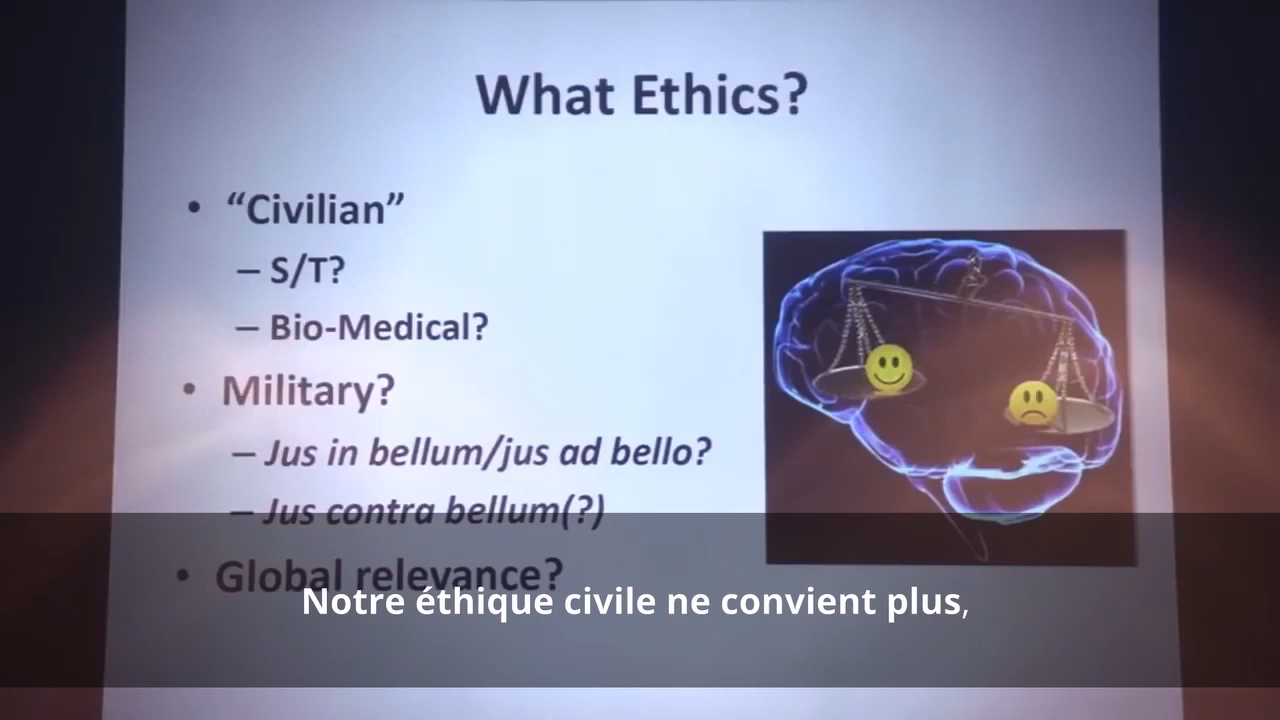 What Ethics?
• “Civilian”
– S/T?
– Bio-Medical?
• Military?
– Jus in bellum/jus ad bello?
– Jus contra bellum(?)
• Global relevance?
Notre éthique civile ne convient plus,